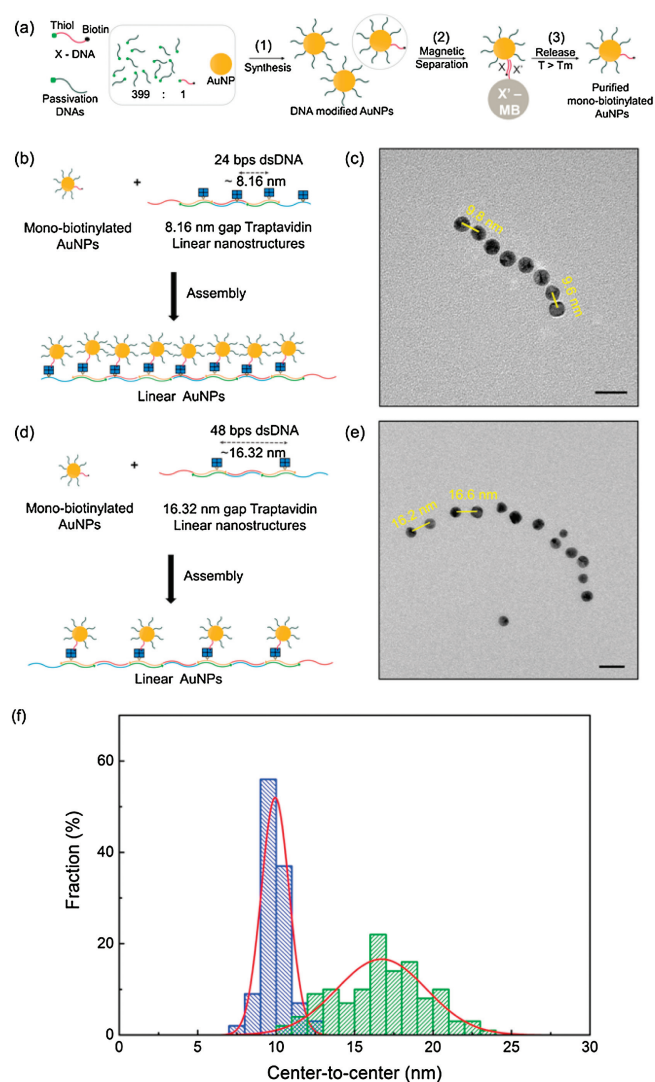 (a)
Thiol
Biotin
X - DNA
Passivation
DNAs
399 : 1
AuNP
(1)
Synthesis
DNA modified AuNPs
(2)
Magnetic
Separation
X
X'
X' –
MB
(3)
Release
T > Tm
Purified
mono-biotinylated
AuNPs
(b)
+
24 bps dsDNA
~ 8.16 nm
Mono-biotinylated
AuNPs
8.16 nm gap Traptavidin
Linear nanostructures
Assembly
Linear AuNPs
(c)
9.8 nm
9.6 nm
(d)
+
48 bps dsDNA
~16.32 nm
Mono-biotinylated
AuNPs
16.32 nm gap Traptavidin
Linear nanostructures
Assembly
Linear AuNPs
(e)
16.2 nm
16.6 nm
(f)
Fraction (%)
60
40
20
0
0 5 10 15 20 25 30
Center-to-center (nm)